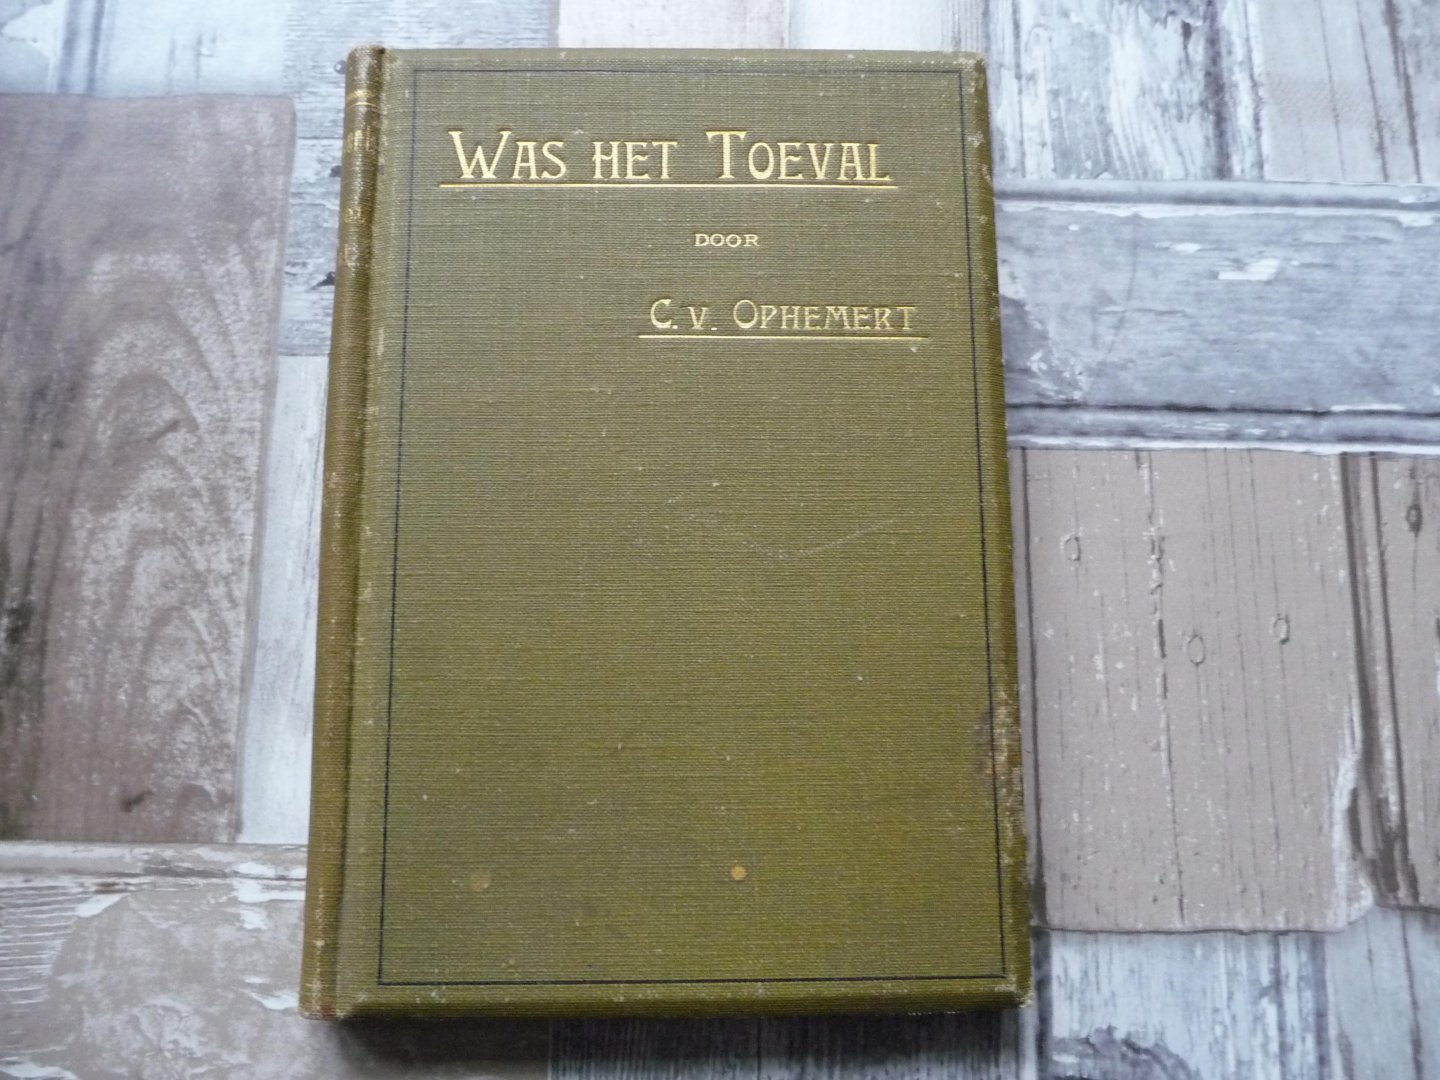 WAS HET TOEVAL
DOOR
C. V. OPHEMERT